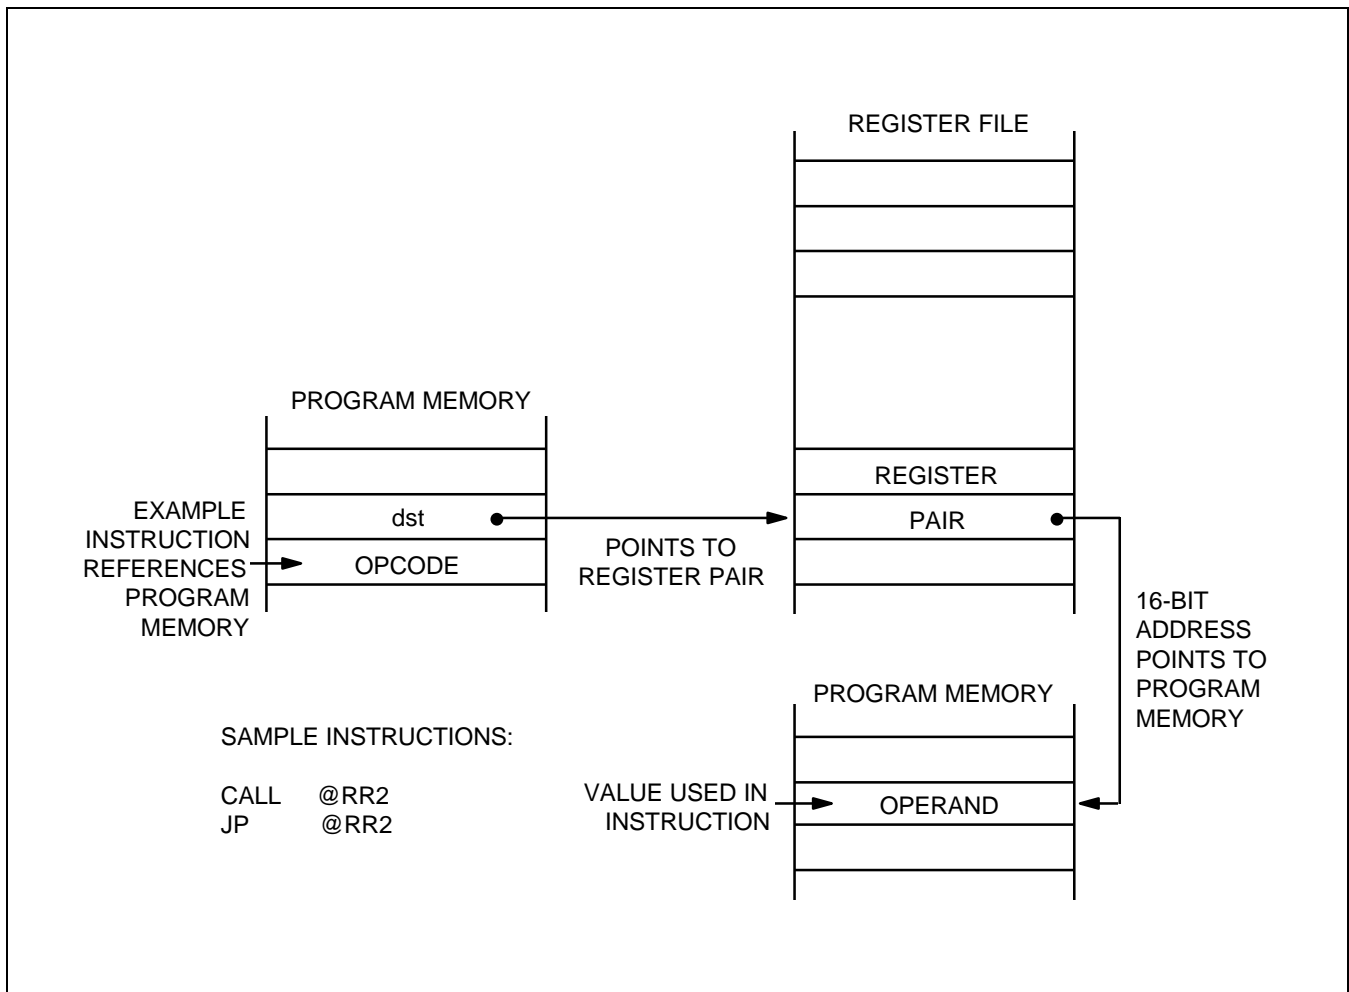 REGISTER FILE
PROGRAM MEMORY
REGISTER
EXAMPLE
INSTRUCTION
REFERENCES
PROGRAM
MEMORY
dst
PAIR
OPCODE
POINTS TO
REGISTER PAIR
16-BIT
ADDRESS
POINTS TO
PROGRAM
MEMORY
PROGRAM MEMORY
SAMPLE INSTRUCTIONS:
CALL @RR2
JP @RR2
VALUE USED IN
INSTRUCTION
OPERAND